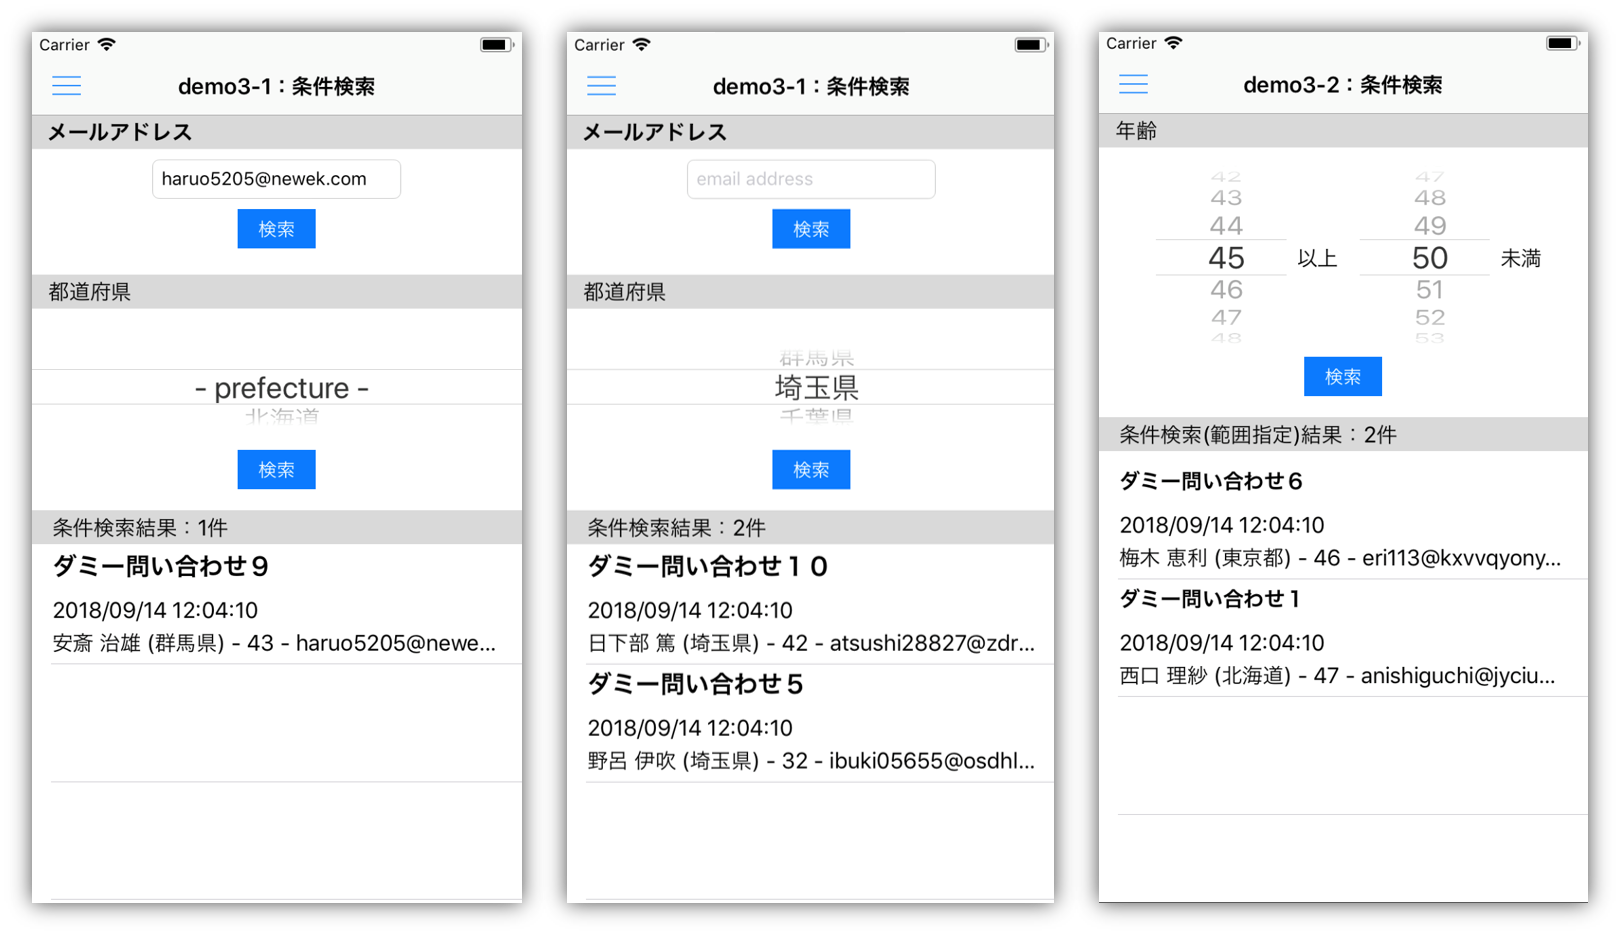 Carrier
demo3-1：条件検索
メールアドレス
haruo5205@newek.com
検索
都道府県
- prefecture -
北海道
検索
条件検索結果：1件
ダミー問い合わせ９
2018/09/14 12:04:10
安斎 治雄 (群馬県) - 43 - haruo5205@newe...
Carrier
demo3-1：条件検索
メールアドレス
email address
検索
都道府県
群馬県
埼玉県
千葉県
検索
条件検索結果：2件
ダミー問い合わせ１０
2018/09/14 12:04:10
日下部 篤 (埼玉県) - 42 - atsushi28827@zdr...
ダミー問い合わせ５
2018/09/14 12:04:10
野呂 伊吹 (埼玉県) - 32 - ibuki05655@osdhl...
Carrier
demo3-2：条件検索
年齢
42 47
43 48
44 49
45 以上 50 未満
46 51
47 52
48 53
検索
条件検索(範囲指定)結果：2件
ダミー問い合わせ６
2018/09/14 12:04:10
梅木 恵利 (東京都) - 46 - eri113@kxvvqyony...
ダミー問い合わせ１
2018/09/14 12:04:10
西口 理紗 (北海道) - 47 - anishiguchi@jyciu...